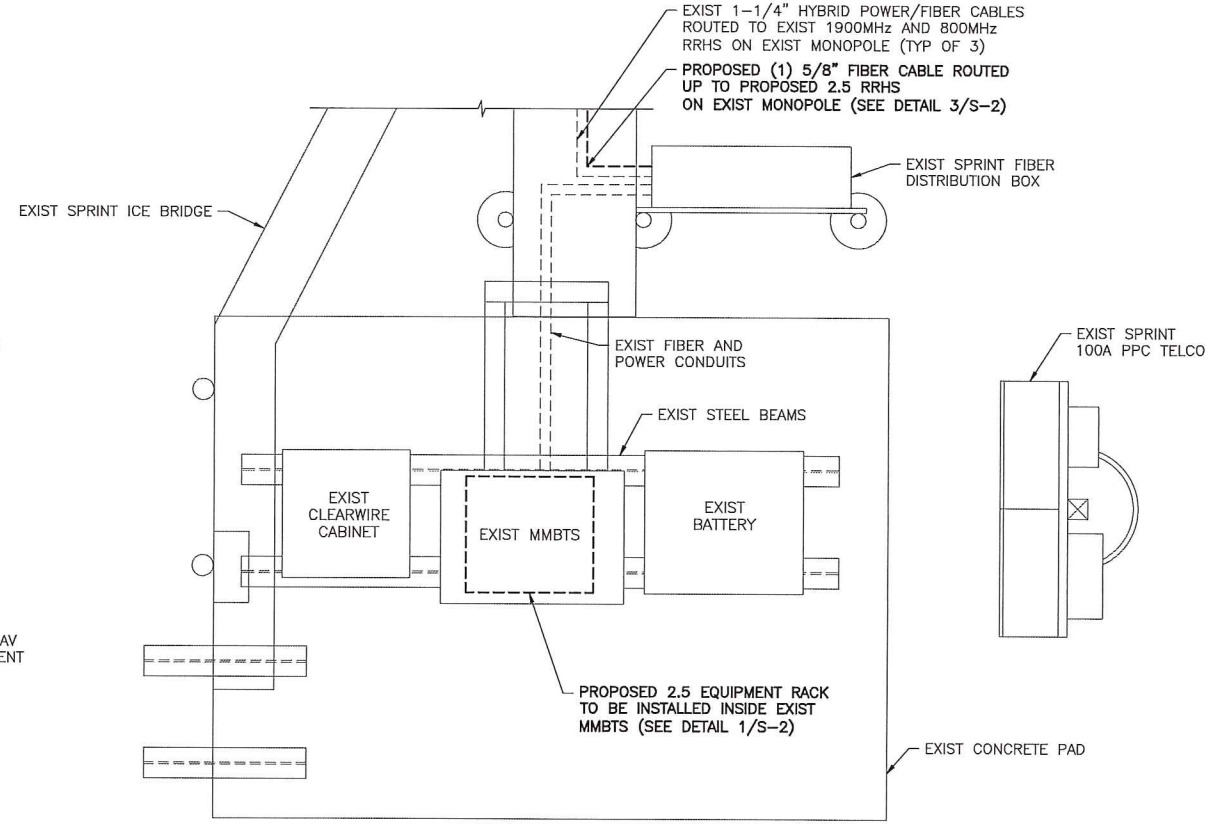 EXIST 1-1/4" HYBRID POWER/FIBER CABLES
ROUTED TO EXIST 1900MHz AND 800MHz
RRHS ON EXIST MONOPOLE (TYP OF 3)
PROPOSED (1) 5/8" FIBER CABLE ROUTED
UP TO PROPOSED 2.5 RRHS
ON EXIST MONOPOLE (SEE DETAIL 3/S-2)
EXIST SPRINT FIBER
DISTRIBUTION BOX
EXIST SPRINT ICE BRIDGE
EXIST SPRINT
100A PPC TELCO
EXIST FIBER AND
POWER CONDUITS
EXIST STEEL BEAMS
EXIST
CLEARWIRE
CABINET
EXIST MMBTS
EXIST
BATTERY
AV
ENT
PROPOSED 2.5 EQUIPMENT RACK
TO BE INSTALLED INSIDE EXIST
MMBTS (SEE DETAIL 1/S-2)
EXIST CONCRETE PAD